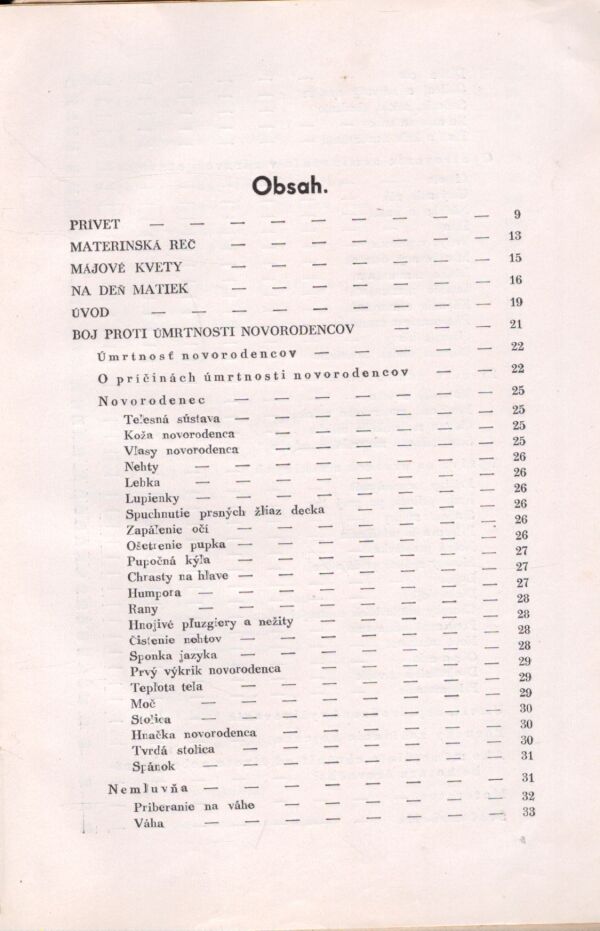 Obsah.
PRÍVET — — — — — — — — — 9
MATERINSKÁ REČ — — — — — — — 13
MÁJOVÉ KVETY — — — — — — — 15
NA DEŇ MATIEK — — — — — — — 16
ÚVOD — — — — — — — — — 19
BOJ PROTI ÚMRTNOSTI NOVORODENCOV — — — 21
Úmrtnosť novorodencov — — — — — 22
O príčinách úmrtnosti novorodencov — — 22
Novorodenec — — — — — — — 25
Telesná sústava — — — — — — — 25
Koža novorodenca — — — — — — 25
Vlasy novorodenca — — — — — — 25
Nehty — — — — — — — — 26
Lebka — — — — — — — — 26
Lupienky — — — — — — — — 26
Spuchnutie prsných žliaz decka — — — — 26
Zapálenie očí — — — — — — — 26
Ošetrenie pupka — — — — — — — 26
Pupočná kýla — — — — — — — 27
Chrasty na hlave — — — — — — — 27
Humpora — — — — — — — — 27
Rany — — — — — — — — 28
Hnojivé pľuzgiery a nežity — — — — — 28
Čistenie nehtov — — — — — — — 28
Sponka jazyka — — — — — — — 28
Prvý výkrik novorodenca — — — — — 29
Teplota tela — — — — — — — 29
Moč — — — — — — — — 29
Stolica — — — — — — — — 30
Hnačka novorodenca — — — — — — 30
Tvrdá stolica — — — — — — — 30
Spánok — — — — — — — — 31
Nemluvňa — — — — — — — — 31
Priberanie na váhe — — — — — — 32
Váha — — — — — — — — 33